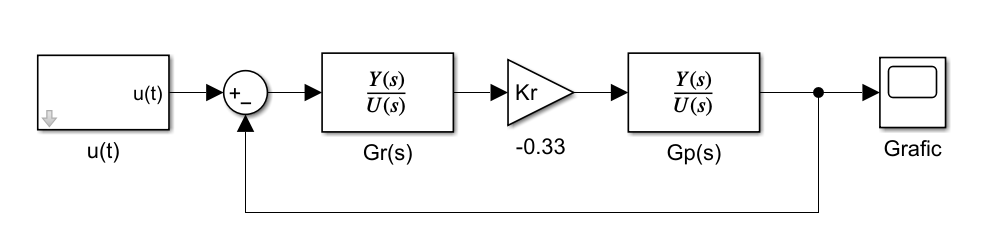 u(t)
u(t)
+
−
Y(s)
U(s)
Gr(s)
Kr
-0.33
Y(s)
U(s)
Gp(s)
Grafic